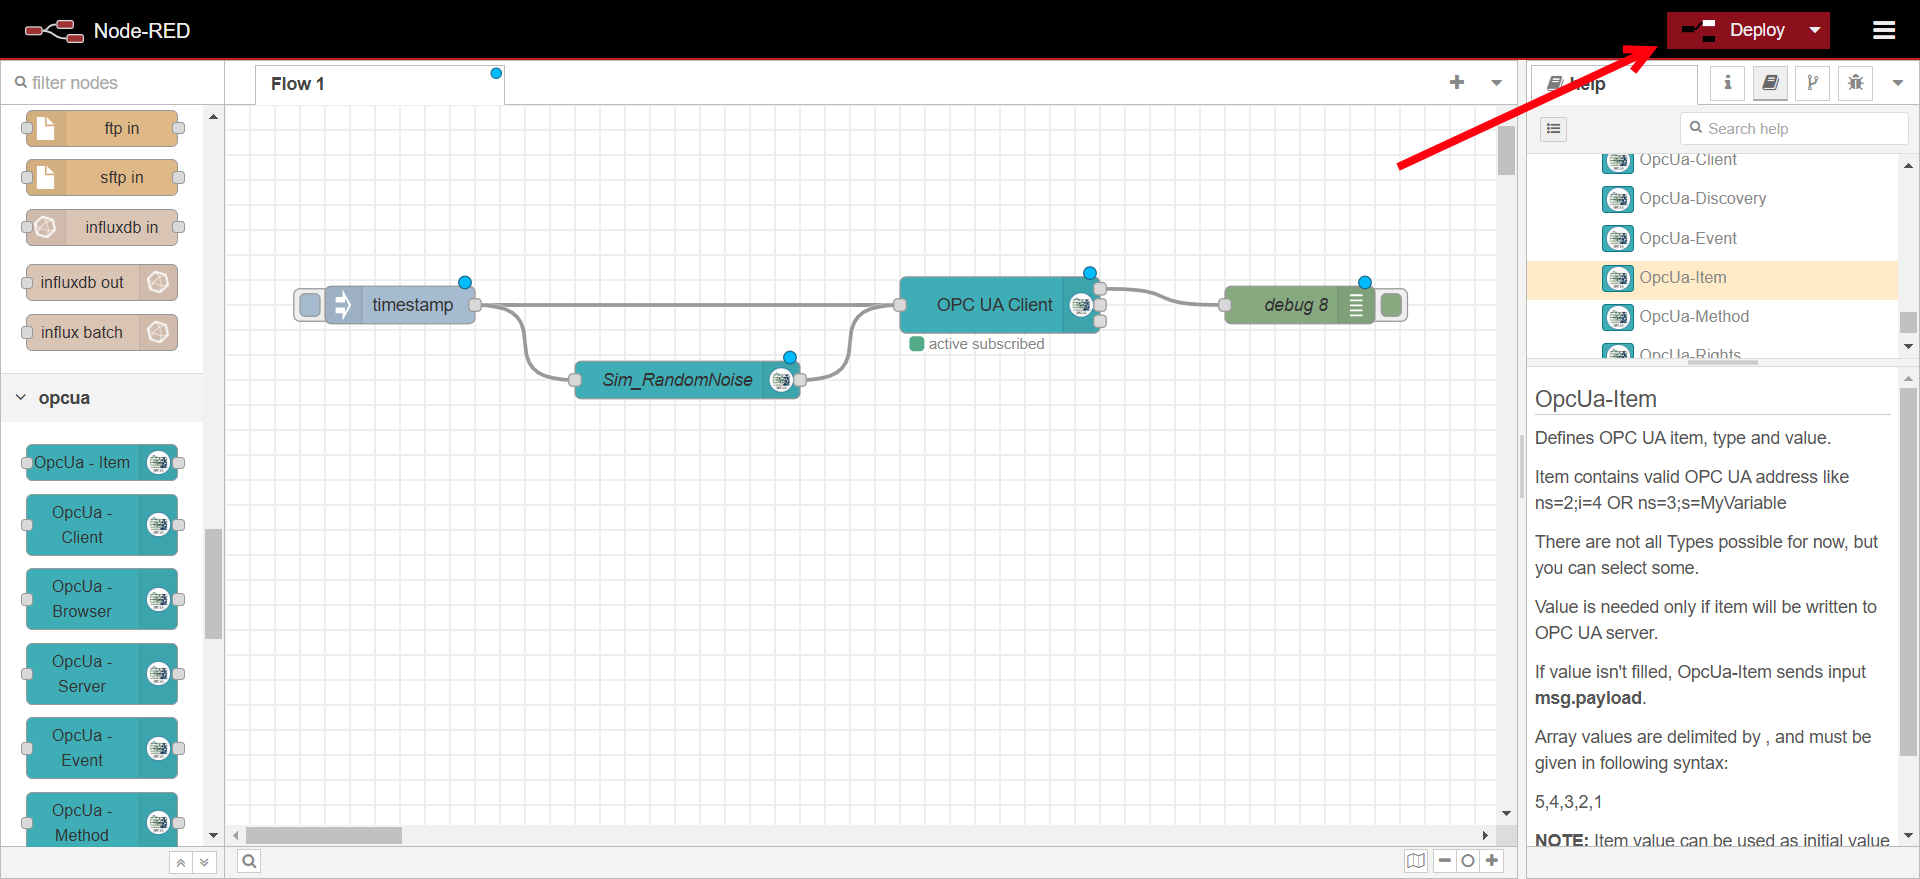 Node-RED
Deploy
filter nodes
Flow 1
ftp in
sftp in
influxdb in
influxdb out
influx batch
opcua
OpcUa - Item
OpcUa -
Client
OpcUa -
Browser
OpcUa -
Server
OpcUa -
Event
OpcUa -
Method
timestamp
Sim_RandomNoise
OPC UA Client
active subscribed
debug 8
help
Search help
OpcUa-Client
OpcUa-Discovery
OpcUa-Event
OpcUa-Item
OpcUa-Method
OpcUa-Rights
OpcUa-Item
Defines OPC UA item, type and value.
Item contains valid OPC UA address like
ns=2;i=4 OR ns=3;s=MyVariable
There are not all Types possible for now, but
you can select some.
Value is needed only if item will be written to
OPC UA server.
If value isn't filled, OpcUa-Item sends input
msg.payload.
Array values are delimited by , and must be
given in following syntax:
5,4,3,2,1
NOTE: Item value can be used as initial value